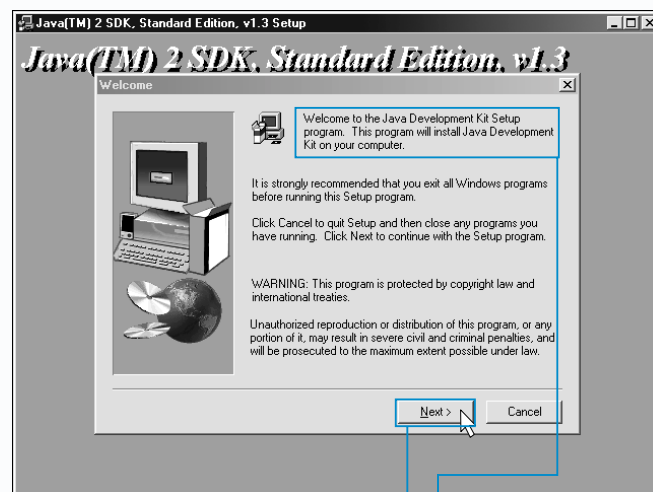 Java(TM) 2 SDK, Standard Edition, v1.3 Setup
Java(TM) 2 SDK, Standard Edition, v1.3
Welcome
Welcome to the Java Development Kit Setup
program. This program will install Java Development
Kit on your computer.
It is strongly recommended that you exit all Windows programs
before running this Setup program.
Click Cancel to quit Setup and then close any programs you
have running. Click Next to continue with the Setup program.
WARNING: This program is protected by copyright law and
international treaties.
Unauthorized reproduction or distribution of this program, or any
portion of it, may result in severe civil and criminal penalties, and
will be prosecuted to the maximum extent possible under law.
Next >
Cancel